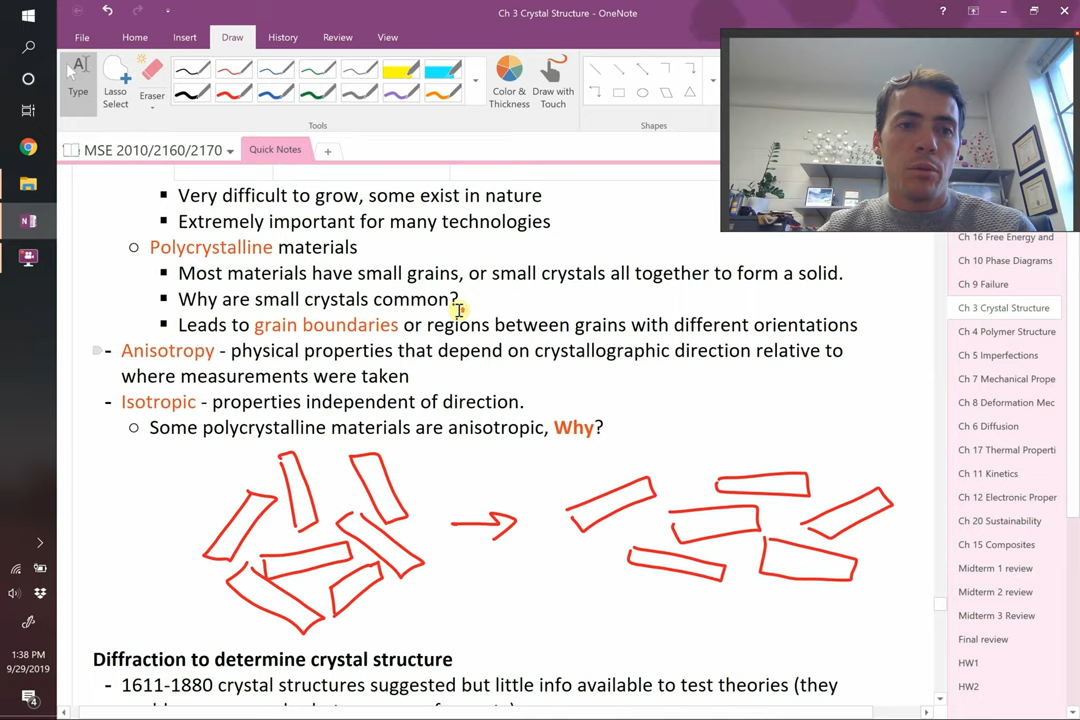 Ch 3 Crystal Structure - OneNote
File Home Insert Draw History Review View
Type
Lasso Select
Eraser
Color & Thickness
Draw with Touch
Tools
Shapes
MSE 2010/2160/2170
Quick Notes
Very difficult to grow, some exist in nature
Extremely important for many technologies
Polycrystalline materials
Most materials have small grains, or small crystals all together to form a solid.
Why are small crystals common?
Leads to grain boundaries or regions between grains with different orientations
- Anisotropy - physical properties that depend on crystallographic direction relative to
where measurements were taken
- Isotropic - properties independent of direction.
Some polycrystalline materials are anisotropic, Why?
Diffraction to determine crystal structure
- 1611-1880 crystal structures suggested but little info available to test theories (they
Ch 16 Free Energy and
Ch 10 Phase Diagrams
Ch 9 Failure
Ch 3 Crystal Structure
Ch 4 Polymer Structure
Ch 5 Imperfections
Ch 7 Mechanical Prope
Ch 8 Deformation Mec
Ch 6 Diffusion
Ch 17 Thermal Properti
Ch 11 Kinetics
Ch 12 Electronic Proper
Ch 20 Sustainability
Ch 15 Composites
Midterm 1 review
Midterm 2 review
Midterm 3 Review
Final review
HW1
HW2
1:38 PM
9/29/2019
4